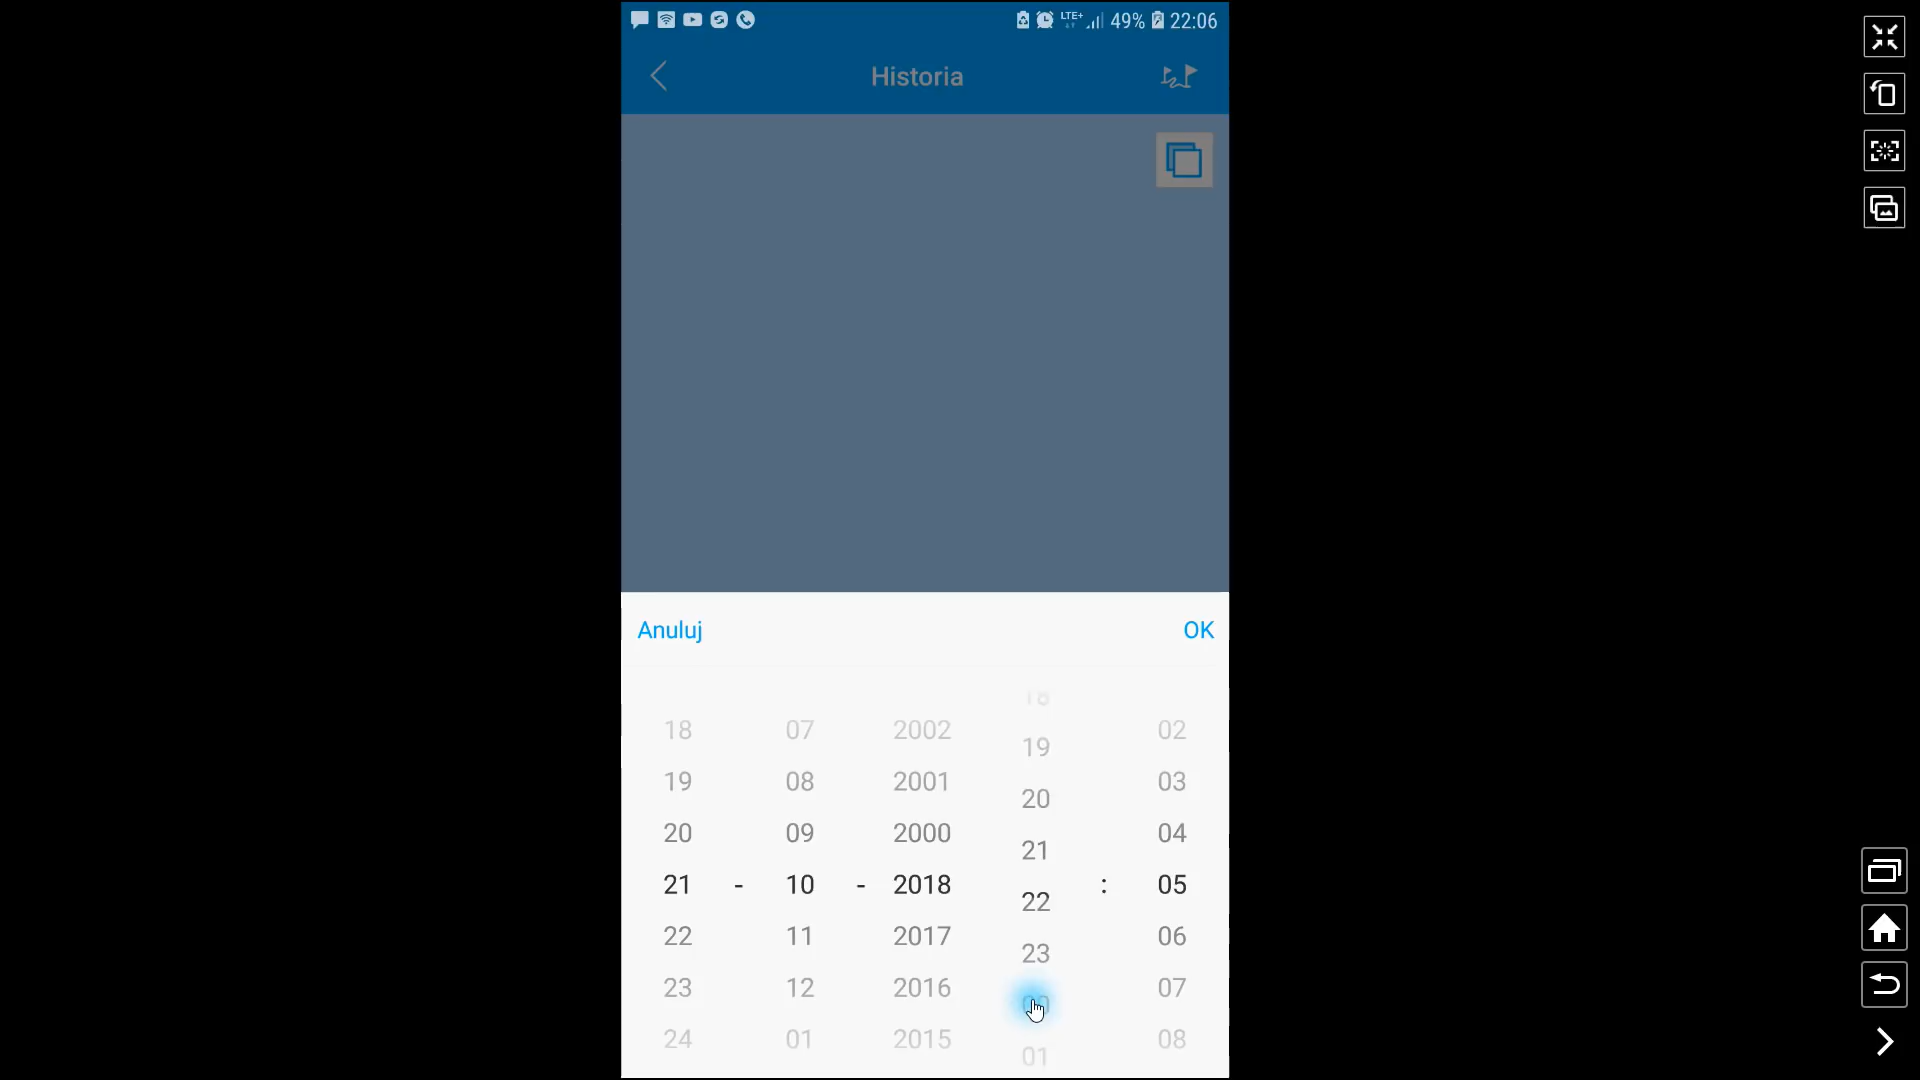 LTE+ 49% 22:06
Historia
Anuluj OK
18
18 07 2002 19 02
19 08 2001 20 03
20 09 2000 21 04
21 - 10 - 2018 22 : 05
22 11 2017 23 06
23 12 2016 07
24 01 2015 01 08